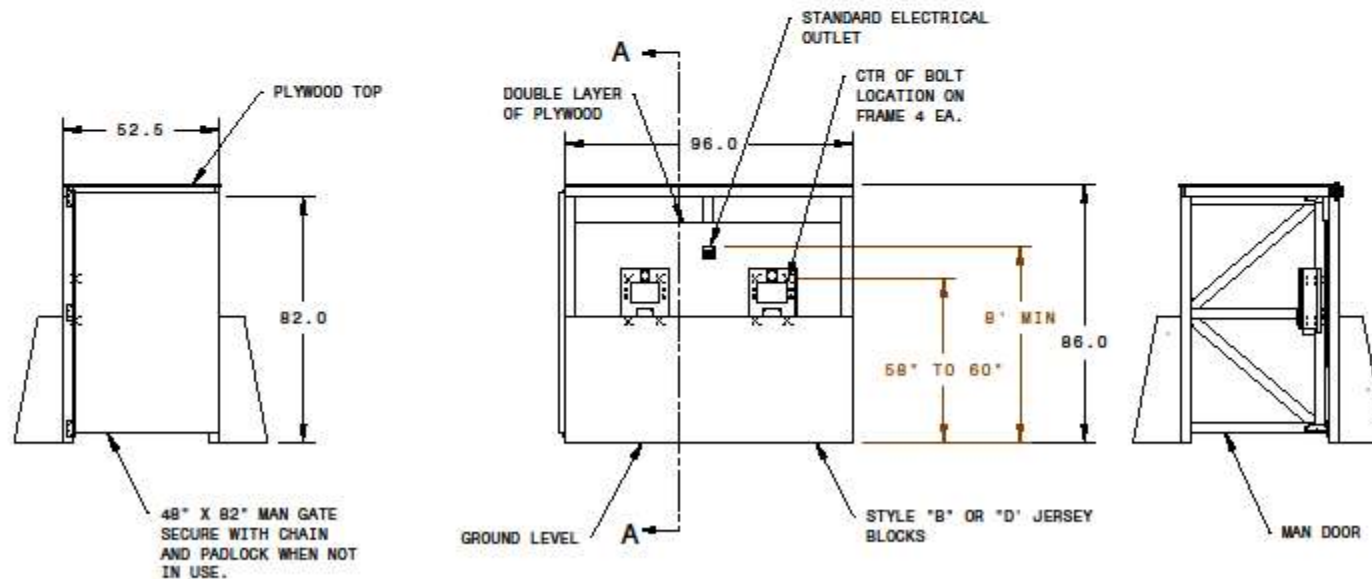 STANDARD ELECTRICAL
OUTLET
A
PLYWOOD TOP
DOUBLE LAYER
OF PLYWOOD
CTR OF BOLT
LOCATION ON
FRAME 4 EA.
52.5
96.0
82.0
8' MIN
86.0
58" TO 60"
48" X 82" MAN GATE
SECURE WITH CHAIN
AND PADLOCK WHEN NOT
IN USE.
GROUND LEVEL
A
STYLE "B" OR "D' JERSEY
BLOCKS
MAN DOOR